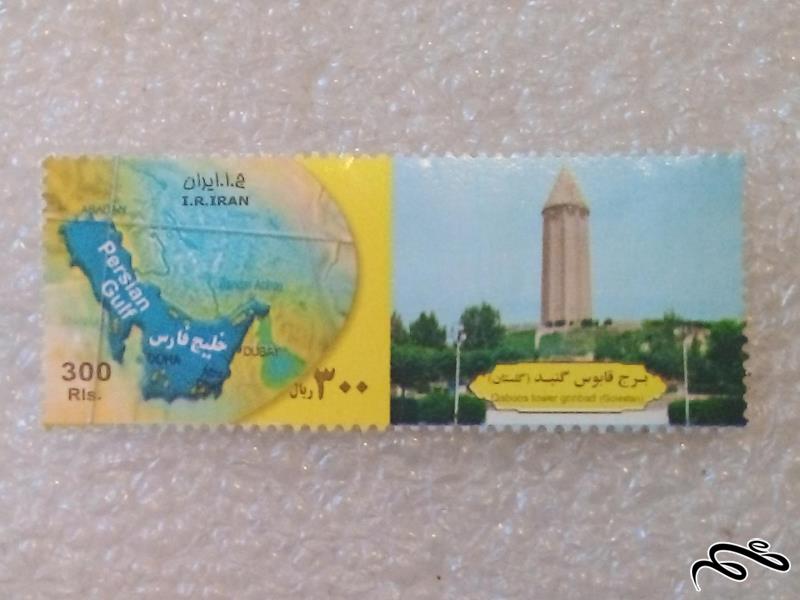 ج.ا.ایران
I.R.IRAN
ABADAN
Persian
Gulf
Bandar Abbas
خلیج فارس
DOHA
DUBAY
300
Rls.
۳۰۰ ریال
برج قابوس گنبد (گلستان)
Qaboos tower gonbad (Golestan)